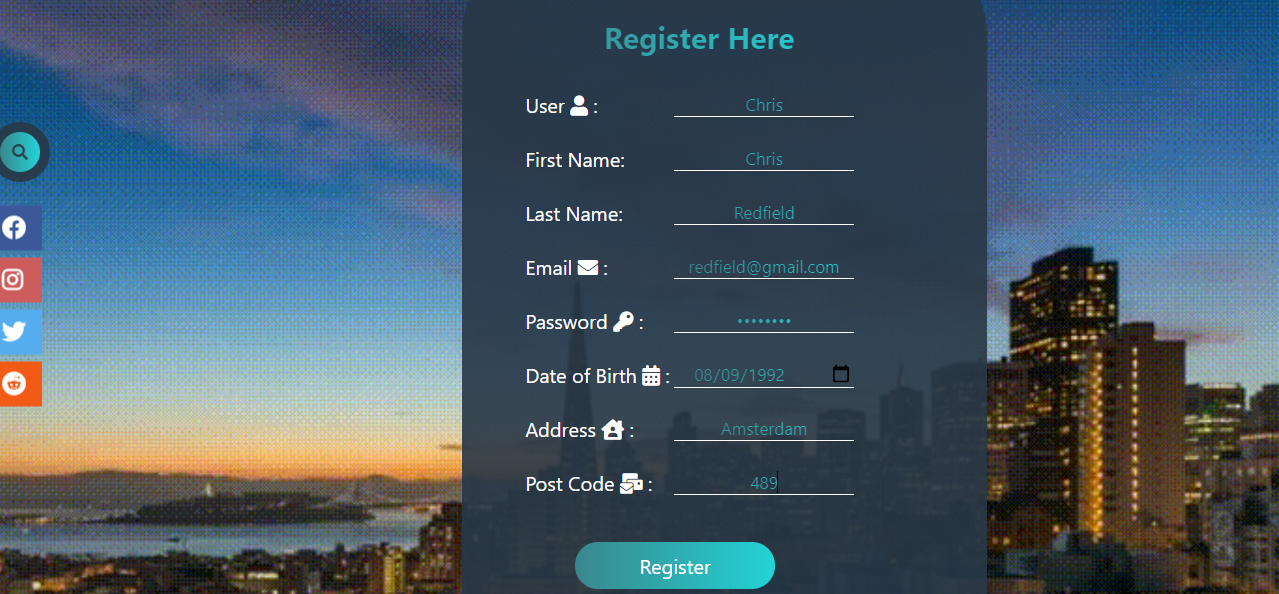 Register Here
User : Chris
First Name: Chris
Last Name: Redfield
Email : redfield@gmail.com
Password : ••••••••
Date of Birth : 08/09/1992
Address : Amsterdam
Post Code : 489
Register